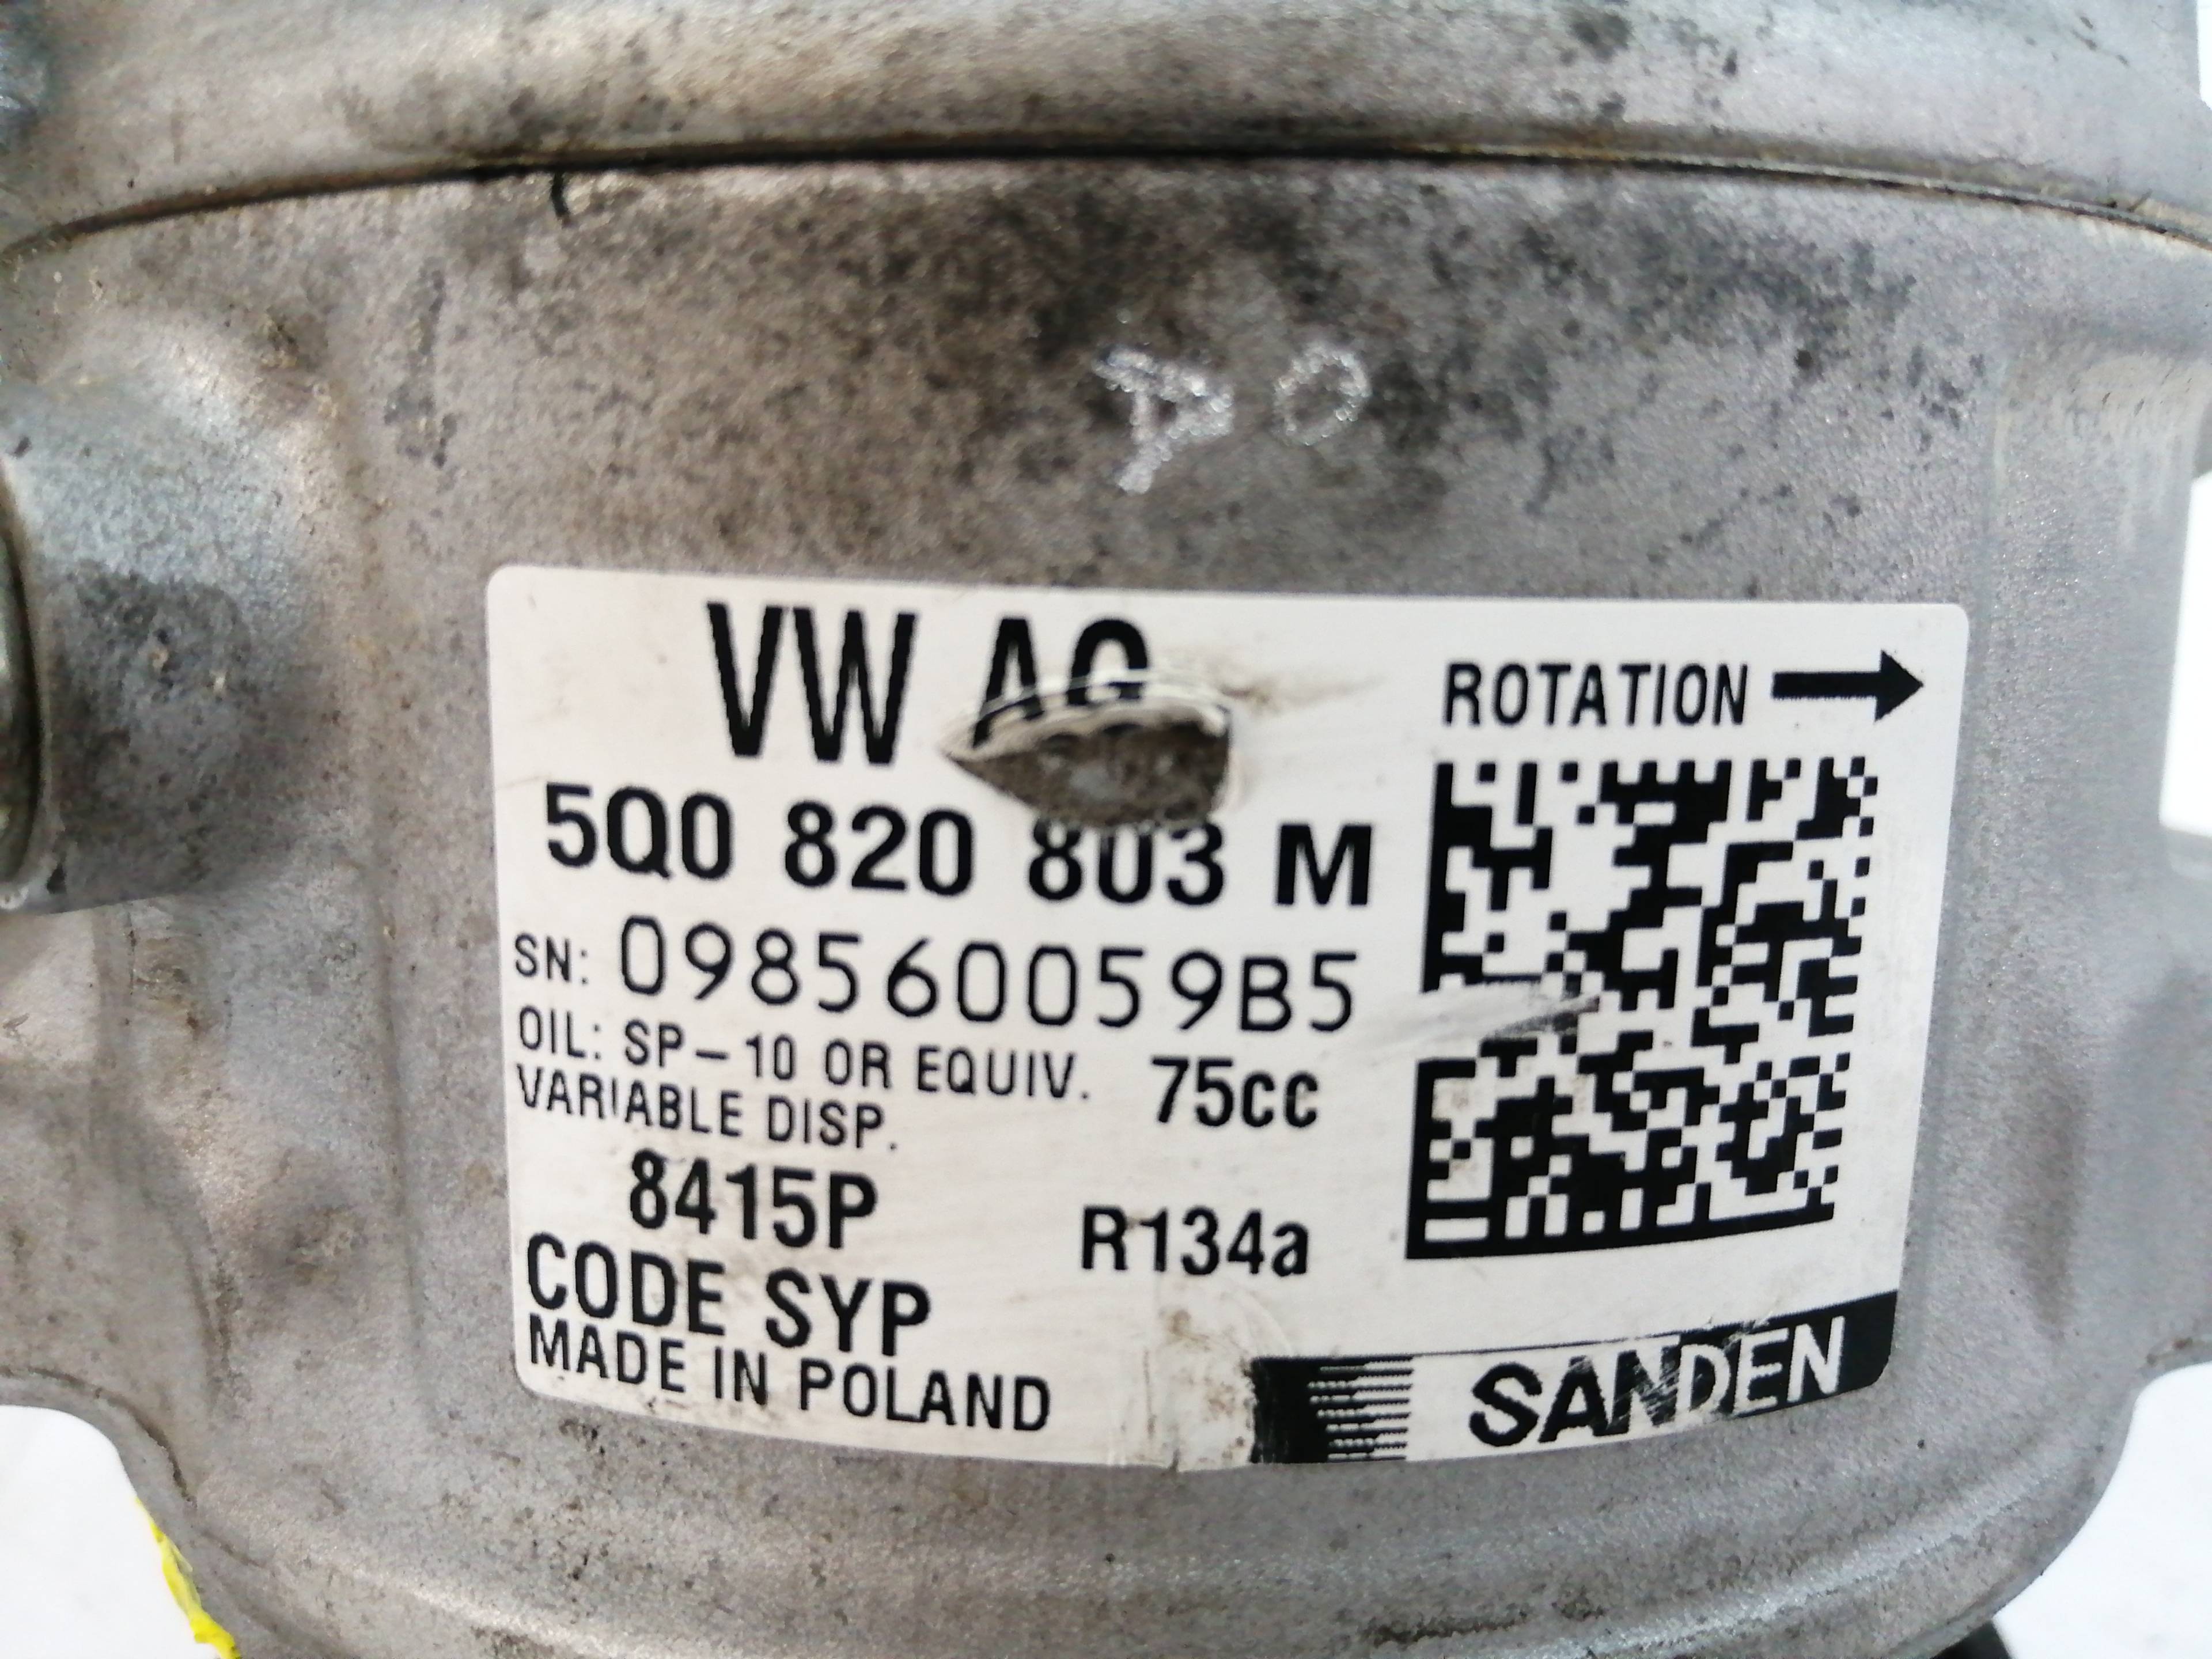 VW AG
ROTATION
5Q0 820 803 M
SN: 098560059B5
OIL: SP-10 OR EQUIV. 75cc
VARIABLE DISP.
8415P
R134a
CODE SYP
MADE IN POLAND
SANDEN